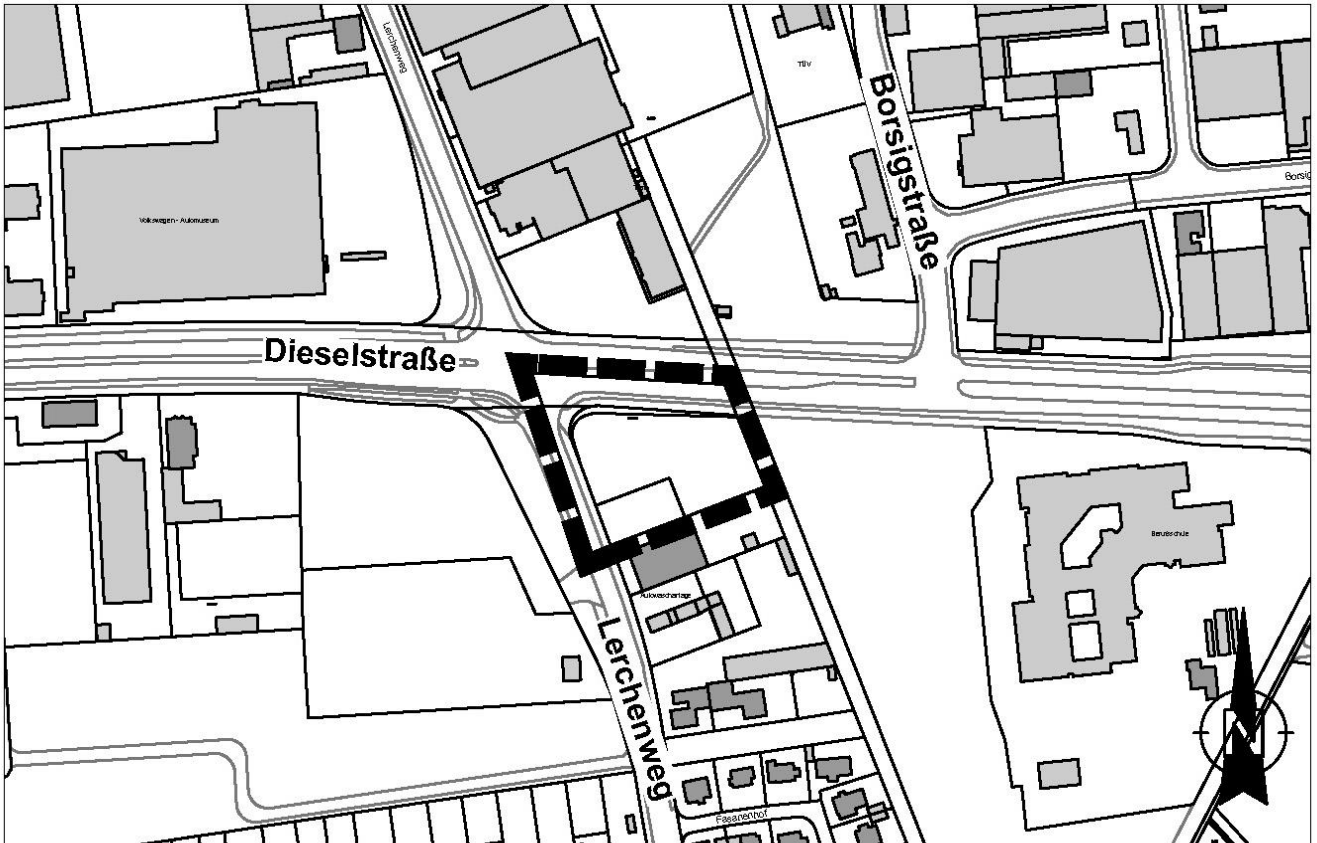 Lerchenweg
TÜV
Borsigstraße
Borsig
Volkswagen - Automuseum
Dieselstraße
Berufsschule
Autowaschanlage
Lerchenweg
Fasanenhof